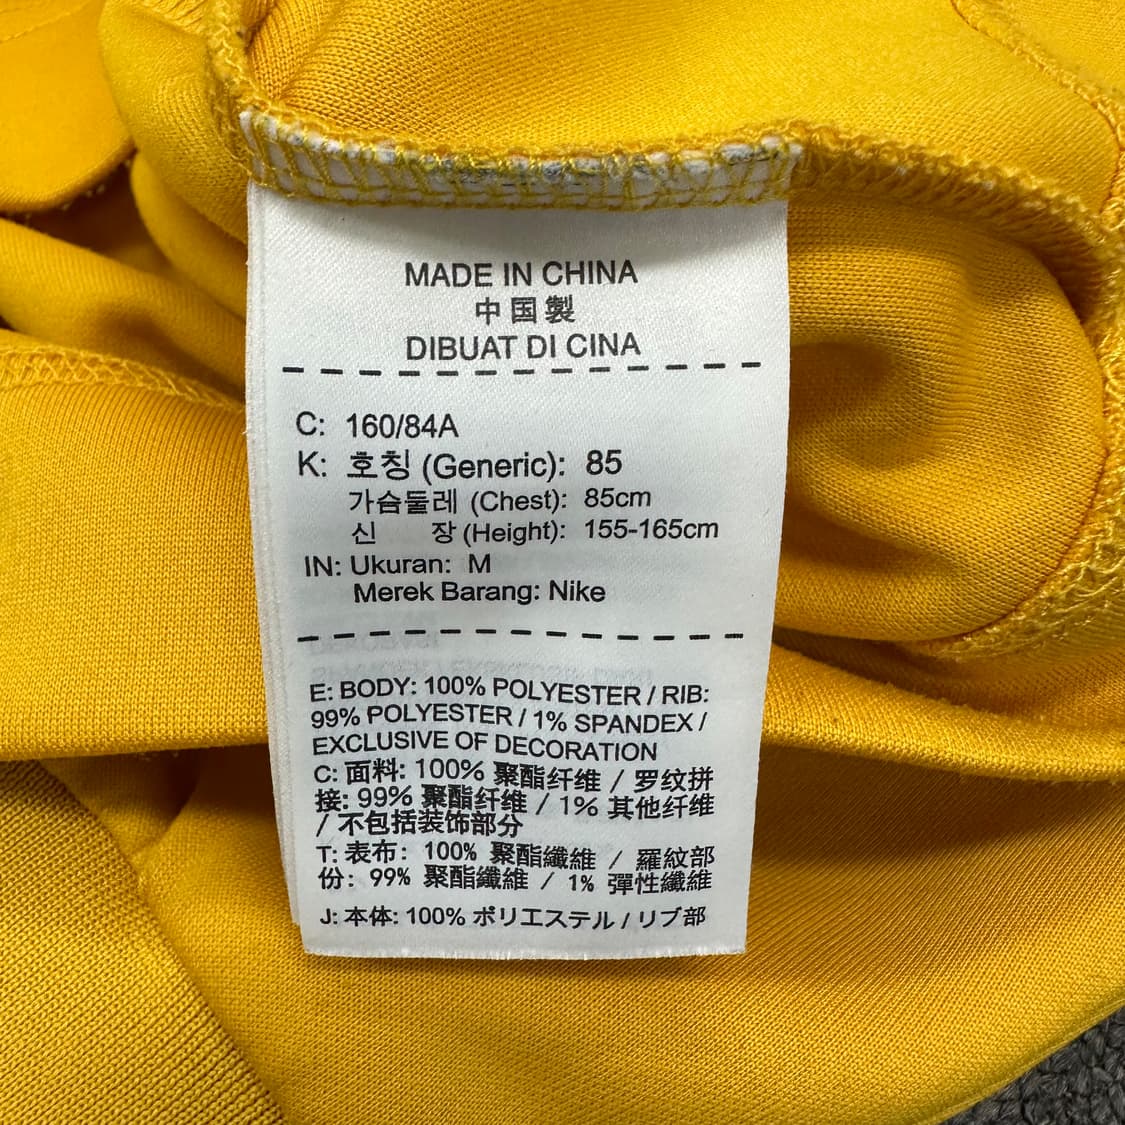 MADE IN CHINA
中国製
DIBUAT DI CINA
C: 160/84A
K: 호칭 (Generic): 85
가슴둘레 (Chest): 85cm
신 장 (Height): 155-165cm
IN: Ukuran: M
Merek Barang: Nike
E: BODY: 100% POLYESTER / RIB:
99% POLYESTER / 1% SPANDEX /
EXCLUSIVE OF DECORATION
C: 面料: 100% 聚酯纤维 / 罗纹拼
接: 99% 聚酯纤维 / 1% 其他纤维
/ 不包括装饰部分
T: 表布: 100% 聚酯纖維 / 羅紋部
份: 99% 聚酯纖維 / 1% 彈性纖維
J: 本体: 100% ポリエステル / リブ部